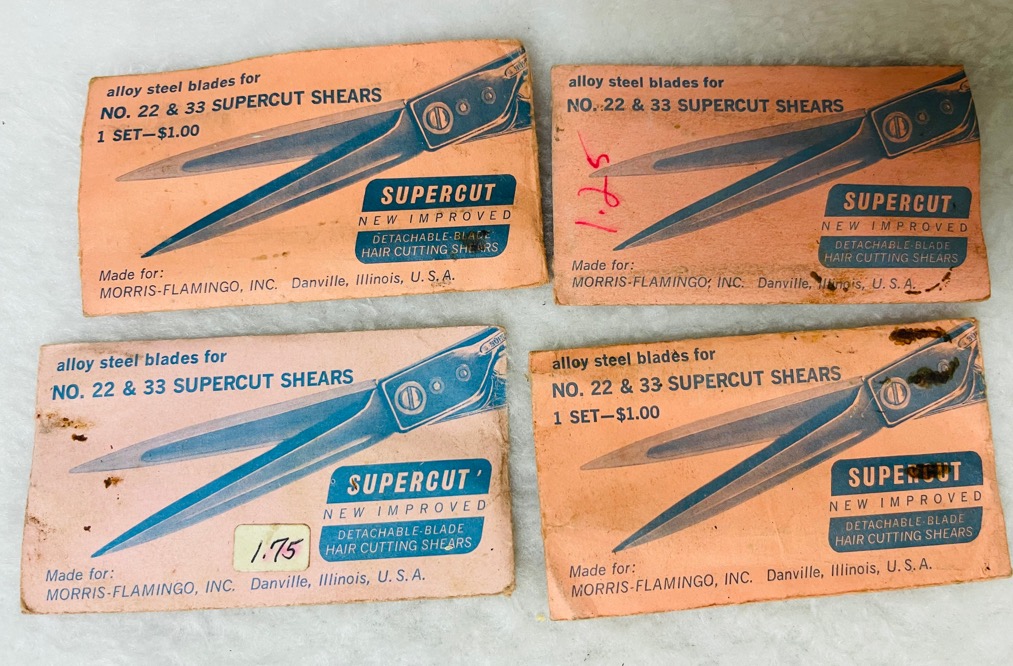 alloy steel blades for
NO. 22 & 33 SUPERCUT SHEARS
1 SET—$1.00
SUPERCUT
NEW IMPROVED
DETACHABLE-BLADE
HAIR CUTTING SHEARS
Made for:
MORRIS-FLAMINGO, INC. Danville, Illinois, U. S. A.
alloy steel blades for
NO. 22 & 33 SUPERCUT SHEARS
1.25
SUPERCUT
NEW IMPROVED
DETACHABLE-BLADE
HAIR CUTTING SHEARS
Made for:
MORRIS-FLAMINGO, INC. Danville, Illinois, U. S. A.
alloy steel blades for
NO. 22 & 33 SUPERCUT SHEARS
SUPERCUT
NEW IMPROVED
DETACHABLE-BLADE
HAIR CUTTING SHEARS
1.75
Made for:
MORRIS-FLAMINGO, INC. Danville, Illinois, U. S. A.
alloy steel blades for
NO. 22 & 33 SUPERCUT SHEARS
1 SET—$1.00
SUPERCUT
NEW IMPROVED
DETACHABLE-BLADE
HAIR CUTTING SHEARS
Made for:
MORRIS-FLAMINGO, INC. Danville, Illinois, U. S. A.